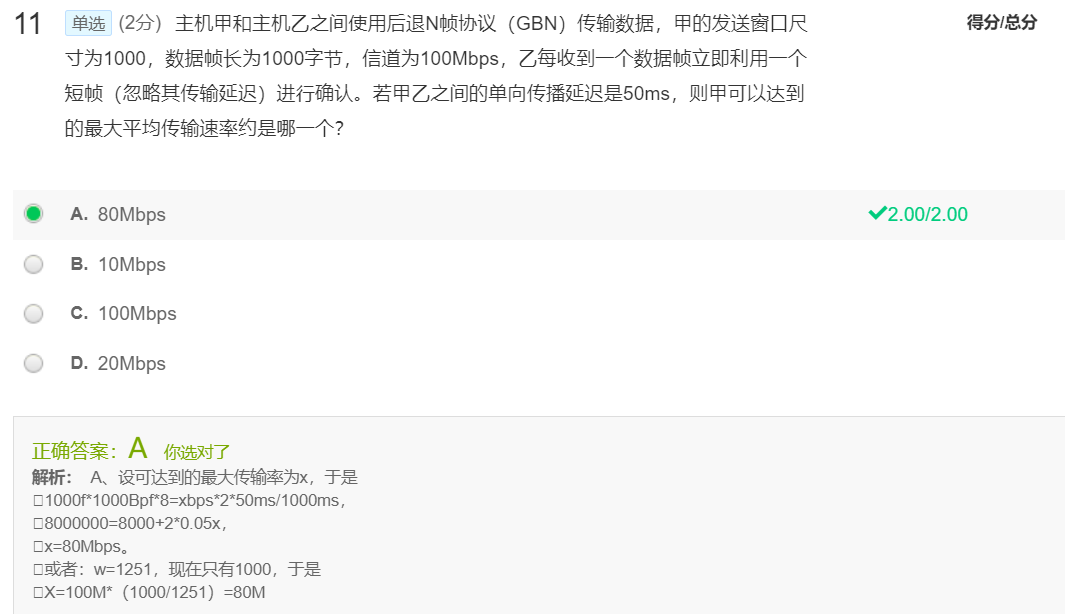 11 单选 (2分) 主机甲和主机乙之间使用后退N帧协议（GBN）传输数据，甲的发送窗口尺 得分/总分
寸为1000，数据帧长为1000字节，信道为100Mbps，乙每收到一个数据帧立即利用一个
短帧（忽略其传输延迟）进行确认。若甲乙之间的单向传播延迟是50ms，则甲可以达到
的最大平均传输速率约是哪一个？
A. 80Mbps 2.00/2.00
B. 10Mbps
C. 100Mbps
D. 20Mbps
正确答案：A 你选对了
解析： A、设可达到的最大传输率为x，于是
□1000f*1000Bpf*8=xbps*2*50ms/1000ms，
□8000000=8000+2*0.05x，
□x=80Mbps。
□或者：w=1251，现在只有1000，于是
□X=100M*（1000/1251）=80M